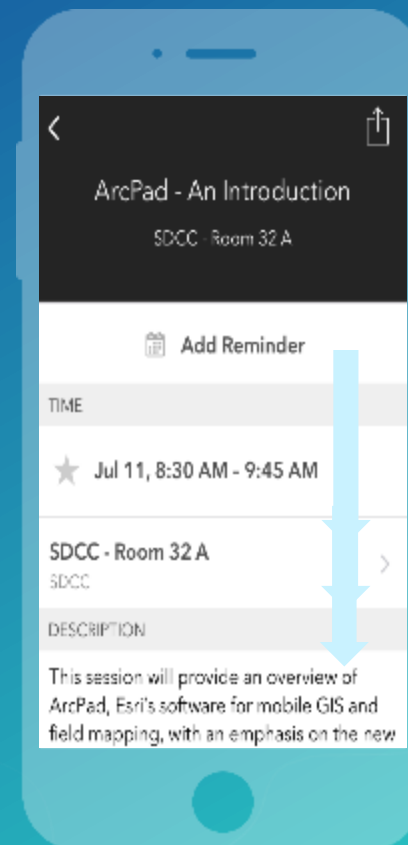 ArcPad - An Introduction
SDCC - Room 32 A
Add Reminder
TIME
Jul 11, 8:30 AM - 9:45 AM
SDCC - Room 32 A
SDCC
DESCRIPTION
This session will provide an overview of
ArcPad, Esri's software for mobile GIS and
field mapping, with an emphasis on the new